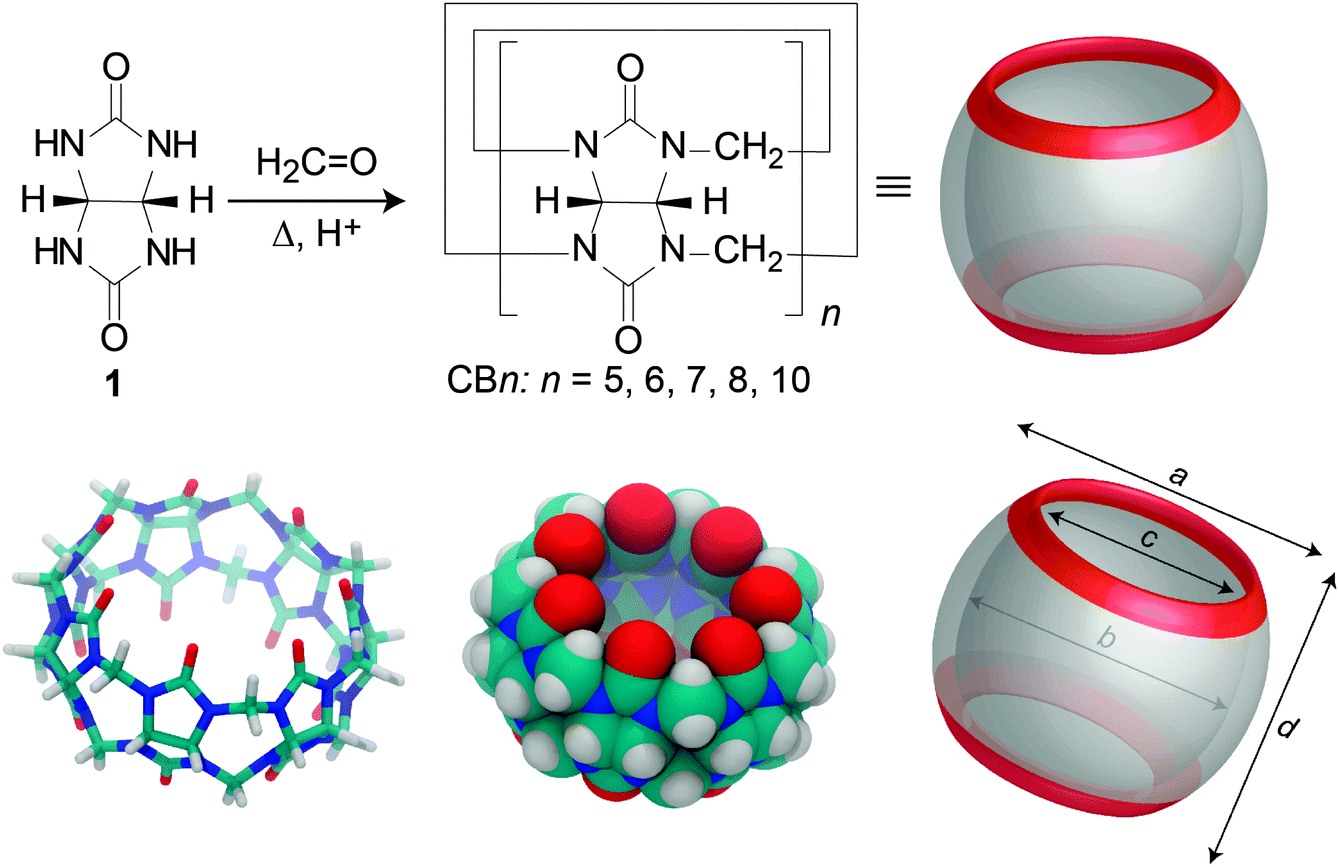 O
HN NH
H H
HN NH
O
1
H2C=O
Δ, H+
O
N N–CH2
H H
N N–CH2
O
n
CBn: n = 5, 6, 7, 8, 10
≡
a
c
b
d